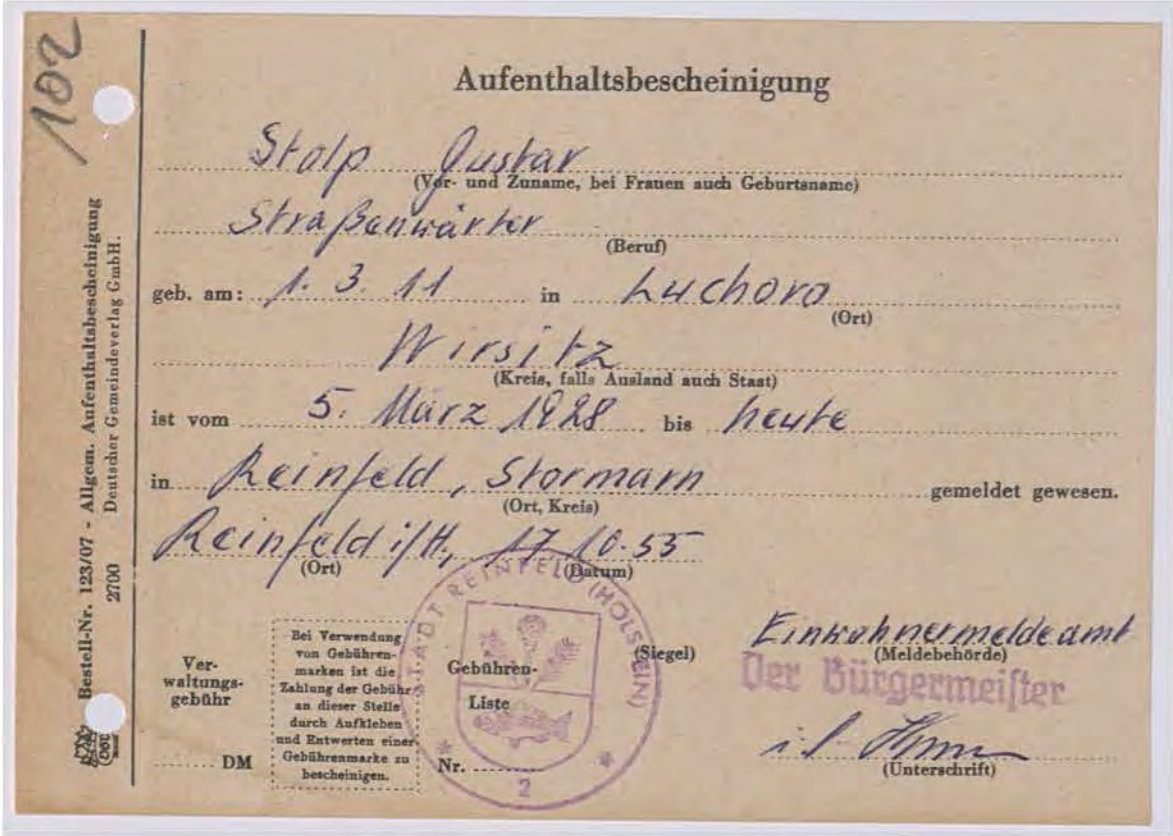 102
Aufenthaltsbescheinigung
Stolp Gustav
(Vor- und Zuname, bei Frauen auch Geburtsname)
Straßenwärter
(Beruf)
geb. am: 1. 3. 11 in Luchovo
(Ort)
Wirsitz
(Kreis, falls Ausland auch Staat)
ist vom 5. März 1928 bis heute
in Reinfeld, Stormarn gemeldet gewesen.
(Ort, Kreis)
Reinfeld i/H, 17 10.55
(Ort) (Datum)
Ver-
waltungs-
gebühr
DM
Bei Verwendung
von Gebühren-
marken ist die
Zahlung der Gebühr
an dieser Stelle
durch Aufkleben
und Entwerten einer
Gebührenmarke zu
bescheinigen.
Gebühren-
Liste
Nr.
STADT REINFELD (HOLSTEIN)
2
(Siegel)
Einwohnermeldeamt
(Meldebehörde)
Der Bürgermeister
(Unterschrift)
Bestell-Nr. 123/07 - Allgem. Aufenthaltsbescheinigung
2700 Deutscher Gemeindeverlag GmbH.